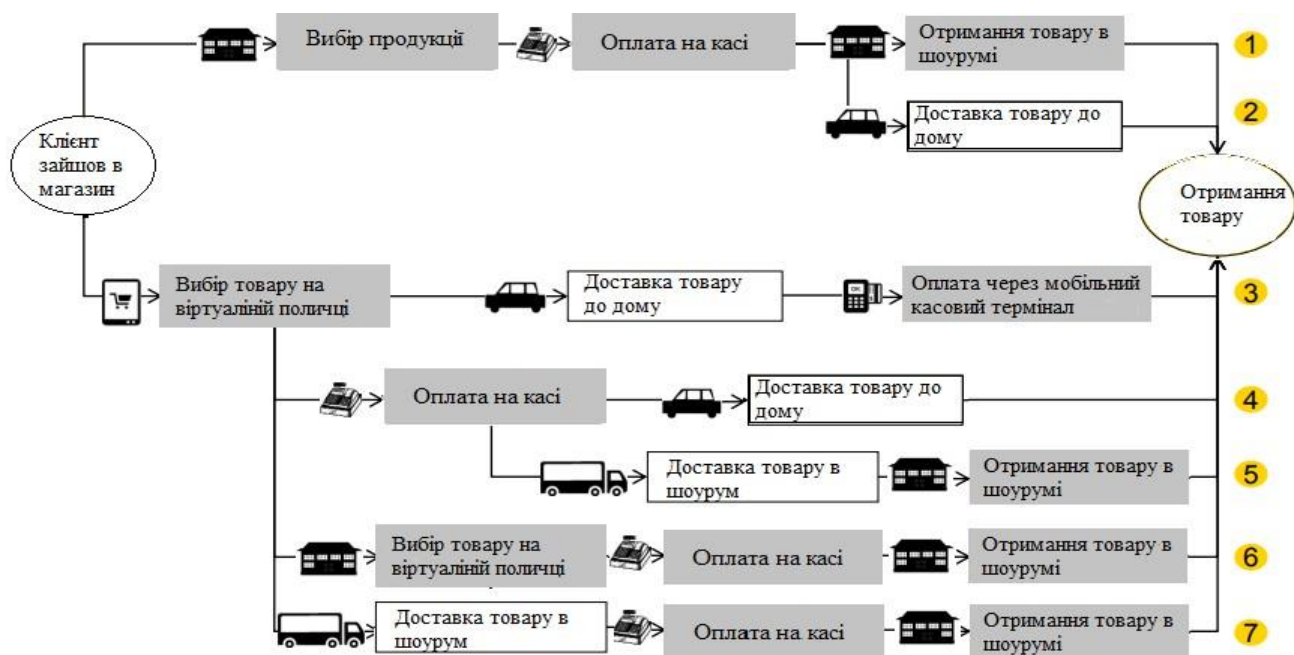 Вибір продукції
Оплата на касі
Отримання товару в
шоурумі
1
Доставка товару до
дому
2
Клієнт
зайшов в
магазин
Отримання
товару
Вибір товару на
віртуаліній поличці
Доставка товару
до дому
Оплата через мобільний
касовий термінал
3
Оплата на касі
Доставка товару до
дому
4
Доставка товару в
шоурум
Отримання товару в
шоурумі
5
Вибір товару на
віртуаліній поличці
Оплата на касі
Отримання товару в
шоурумі
6
Доставка товару в
шоурум
Оплата на касі
Отримання товару в
шоурумі
7